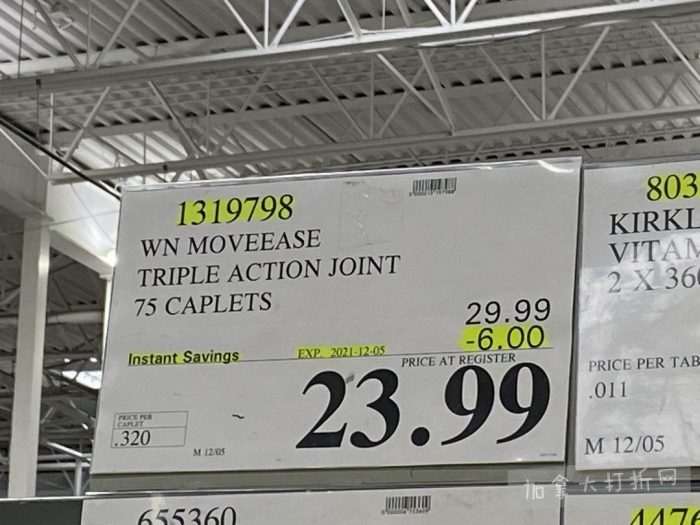 1319798
WN MOVEEASE
TRIPLE ACTION JOINT
75 CAPLETS
29.99
-6.00
Instant Savings
EXP. 2021-12-05
PRICE AT REGISTER
23.99
PRICE PER
CAPLET
.320
M 12/05
803
KIRKL
VITAM
2 X 36
PRICE PER TAB
.011
M 12/05
655360
4476
加拿大打折网